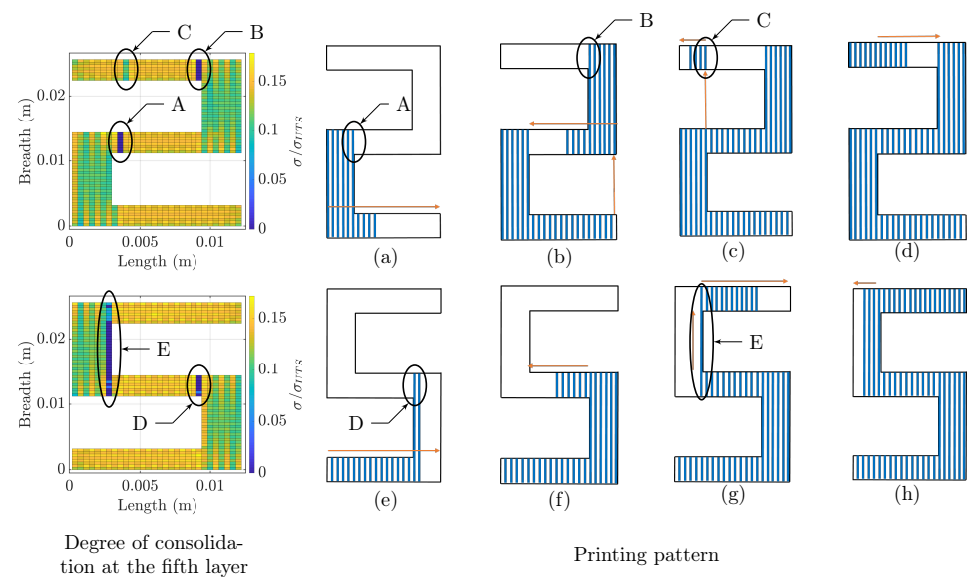 C
B
A
Breadth (m)
0.02
0.01
0
0
0.005
0.01
Length (m)
0.15
0.1
0.05
0
σ/σUTS
A
(a)
B
(b)
C
(c)
(d)
E
D
Breadth (m)
0.02
0.01
0
0
0.005
0.01
Length (m)
0.15
0.1
0.05
0
σ/σUTS
D
(e)
(f)
E
(g)
(h)
Degree of consolida-
tion at the fifth layer
Printing pattern